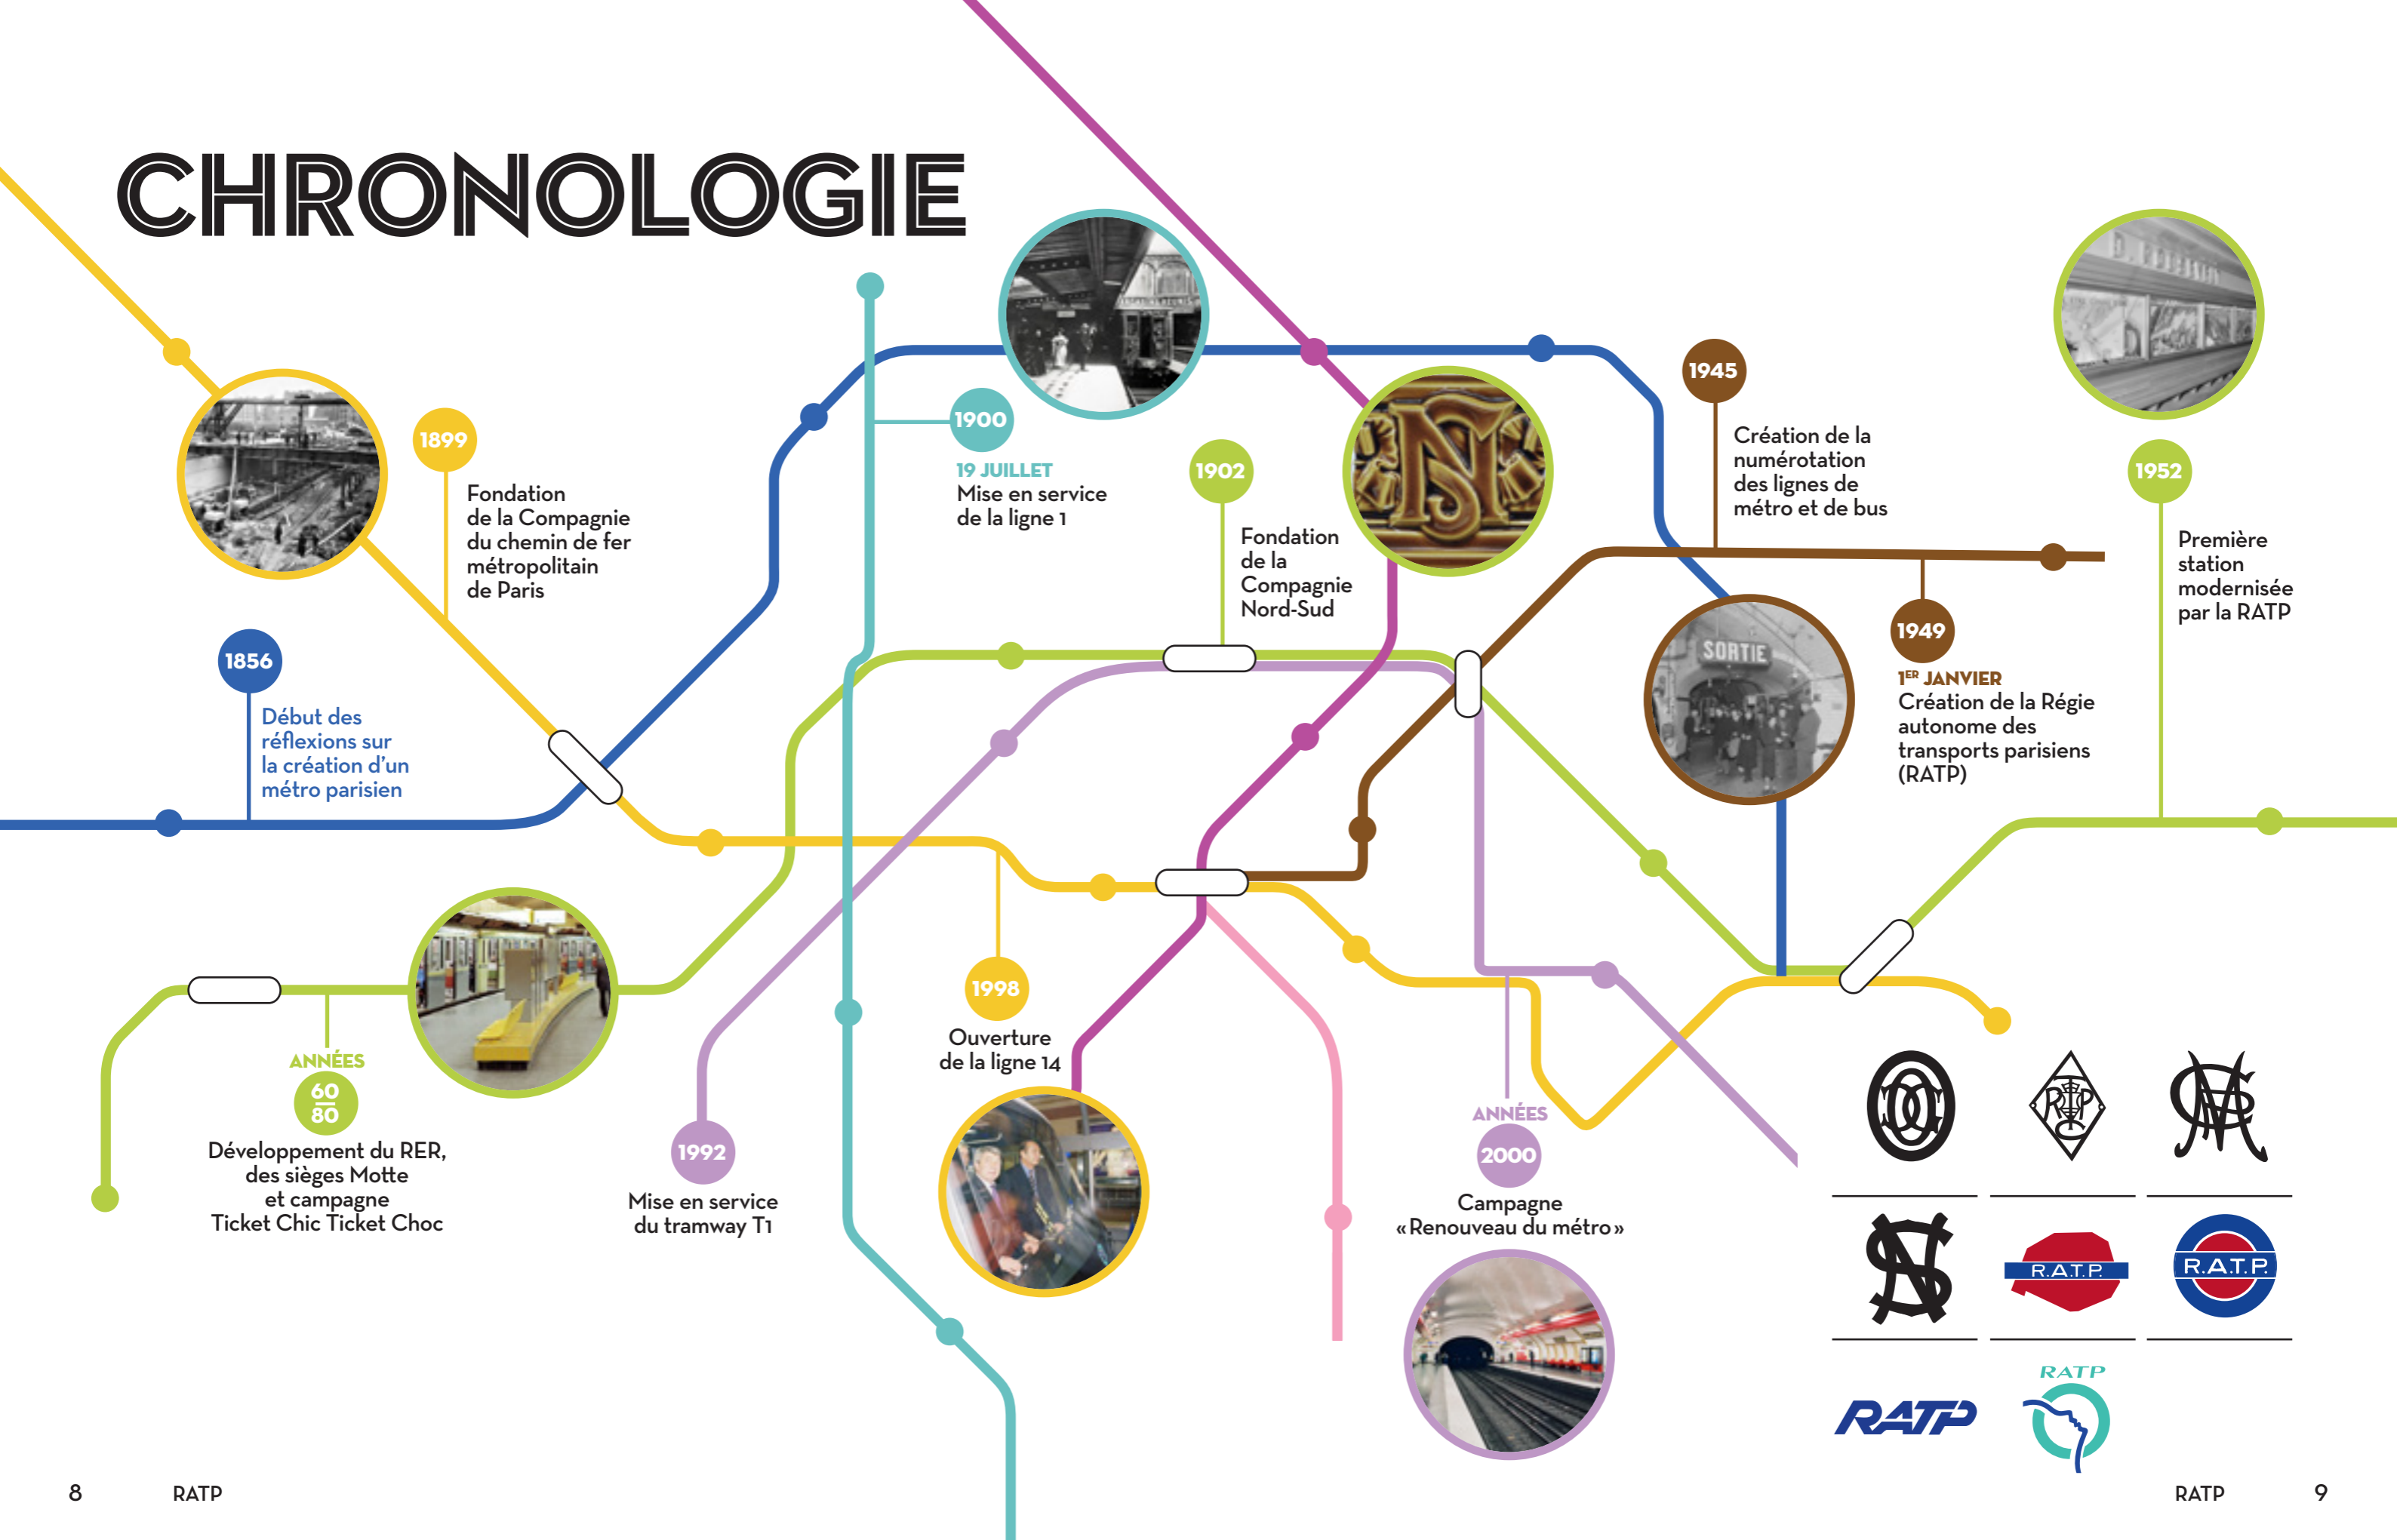 CHRONOLOGIE
1856
Début des
réflexions sur
la création d’un
métro parisien
1899
Fondation
de la Compagnie
du chemin de fer
métropolitain
de Paris
1900
19 JUILLET
Mise en service
de la ligne 1
1902
Fondation
de la
Compagnie
Nord-Sud
NS
1945
Création de la
numérotation
des lignes de
métro et de bus
SORTIE
1949
1ER JANVIER
Création de la Régie
autonome des
transports parisiens
(RATP)
1952
Première
station
modernisée
par la RATP
ANNÉES
60
80
Développement du RER,
des sièges Motte
et campagne
Ticket Chic Ticket Choc
1992
Mise en service
du tramway T1
1998
Ouverture
de la ligne 14
ANNÉES
2000
Campagne
«Renouveau du métro»
NS
R.A.T.P.
R.A.T.P.
RATP
RATP
8
RATP
RATP
9